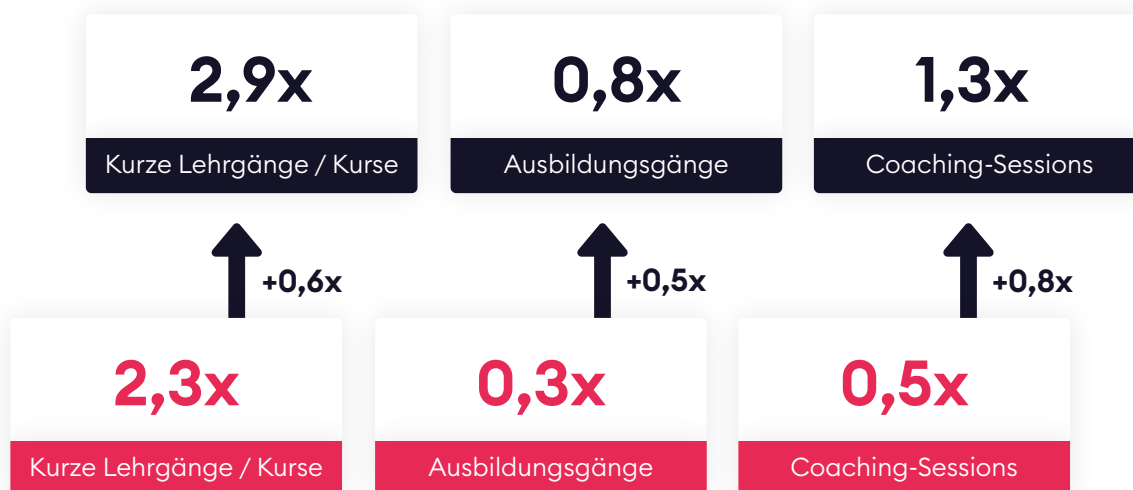 2,9x
0,8x
1,3x
Kurze Lehrgänge / Kurse
Ausbildungsgänge
Coaching-Sessions
+0,6x
+0,5x
+0,8x
2,3x
0,3x
0,5x
Kurze Lehrgänge / Kurse
Ausbildungsgänge
Coaching-Sessions